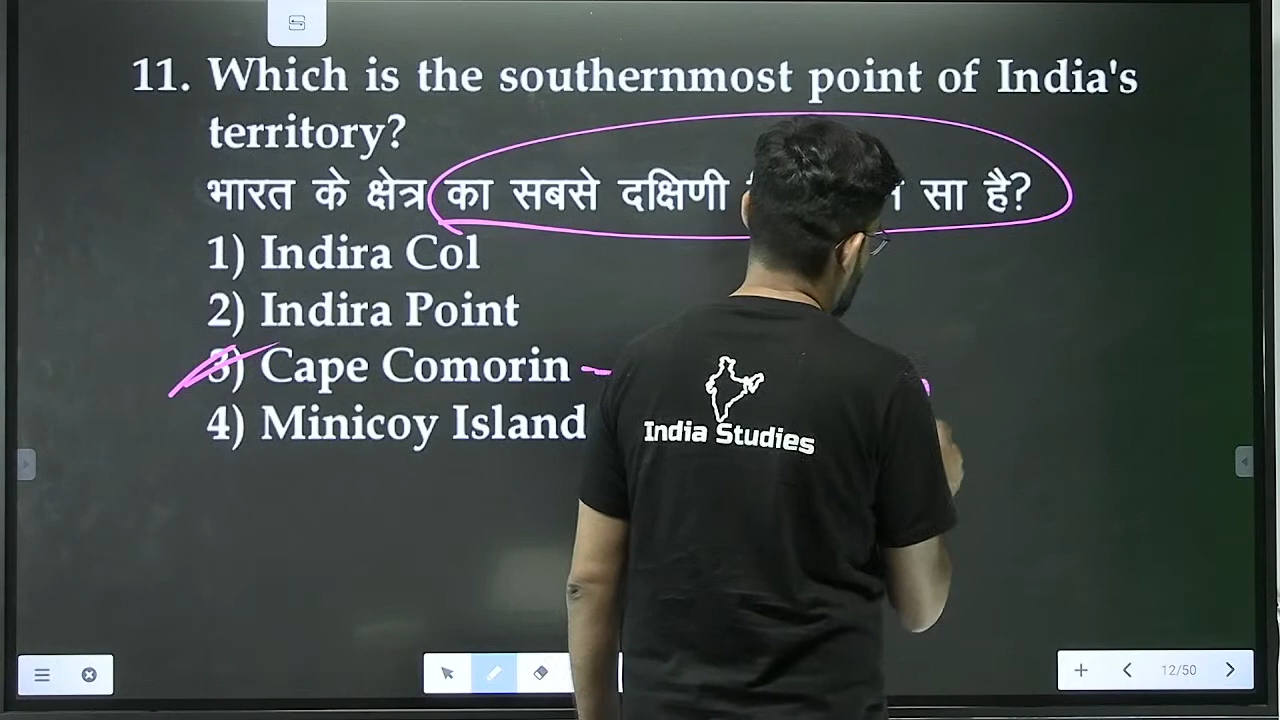 11. Which is the southernmost point of India's
territory?
भारत के क्षेत्र का सबसे दक्षिणी सा है?
1) Indira Col
2) Indira Point
3) Cape Comorin
4) Minicoy Island
India Studies
12/50